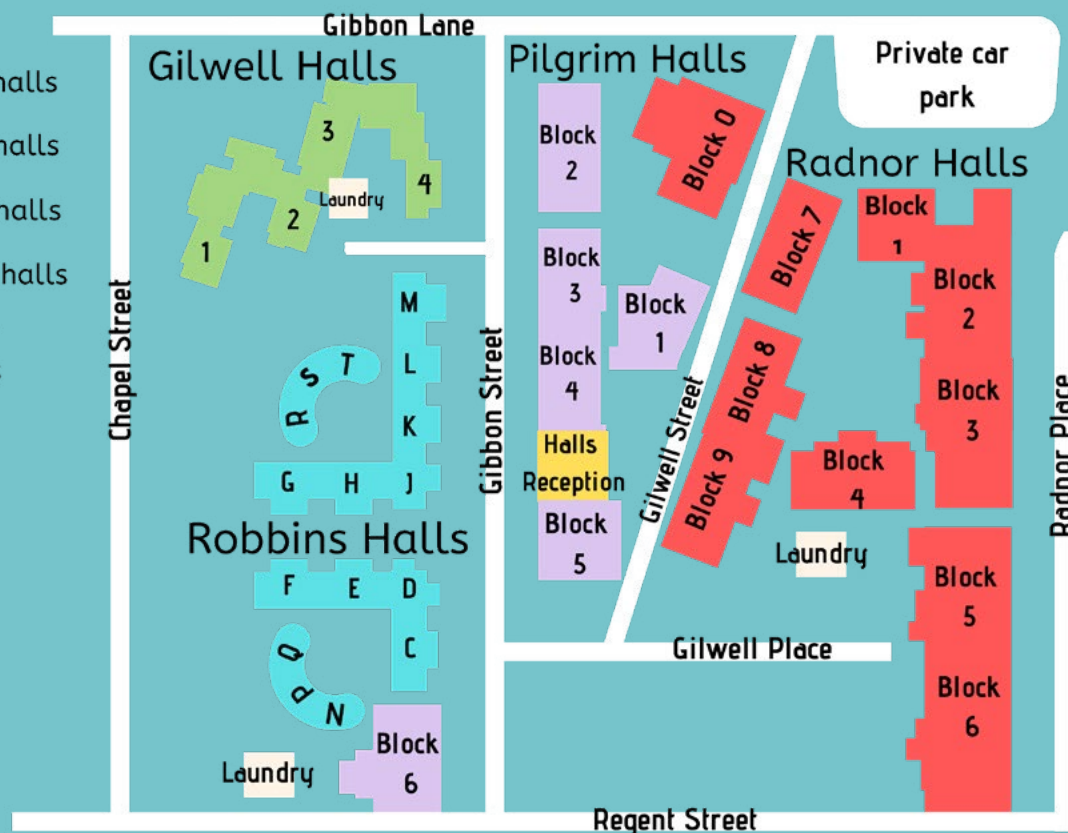 Gibbon Lane
halls
halls
halls
halls
Gilwell Halls
3
4
Laundry
2
1
Chapel Street
Pilgrim Halls
Block
2
Block 0
Private car
park
Radnor Halls
Block
1
Block 7
Block
2
Block
3
Block
1
Block
4
Halls
Reception
Block
5
Gibbon Street
Gilwell Street
Block 8
Block 9
Block
3
Block
4
Laundry
Block
5
Block
6
Radnor Place
M
L
K
J
H
G
T
S
R
Robbins Halls
F
E
D
C
Q
P
N
Block
6
Laundry
Gilwell Place
Regent Street